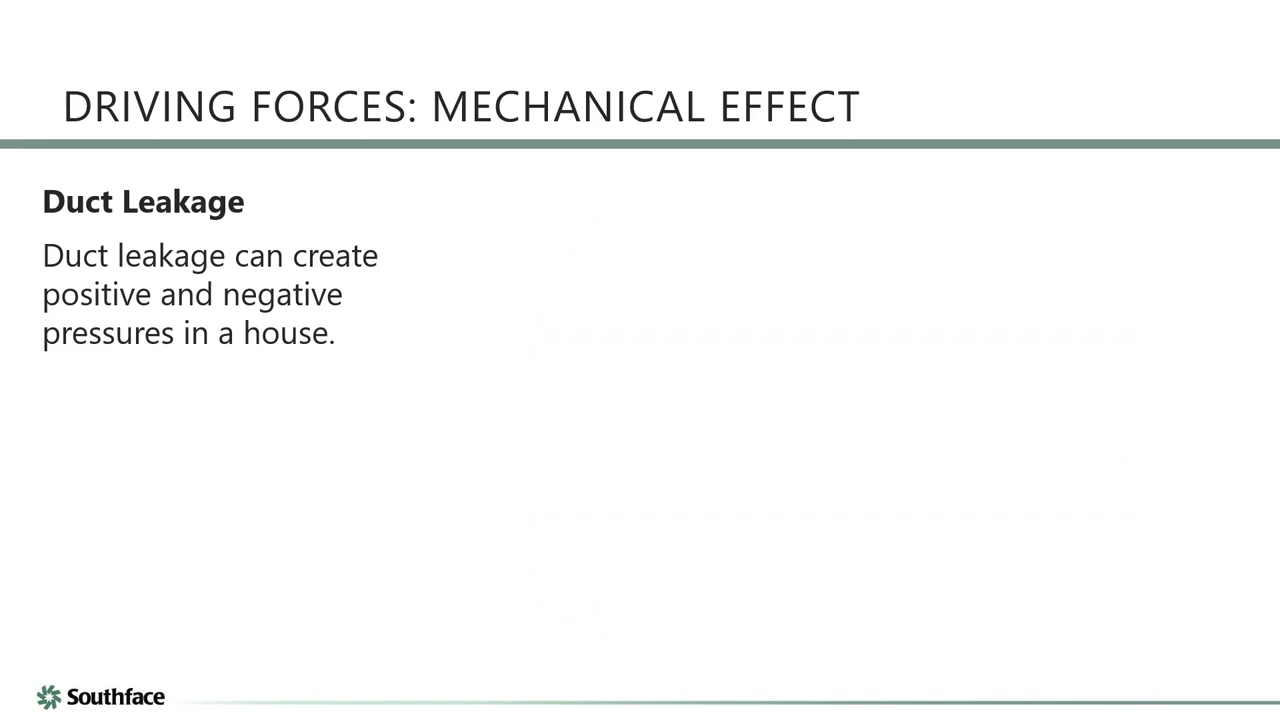 DRIVING FORCES: MECHANICAL EFFECT
Duct Leakage
Duct leakage can create
positive and negative
pressures in a house.
Southface